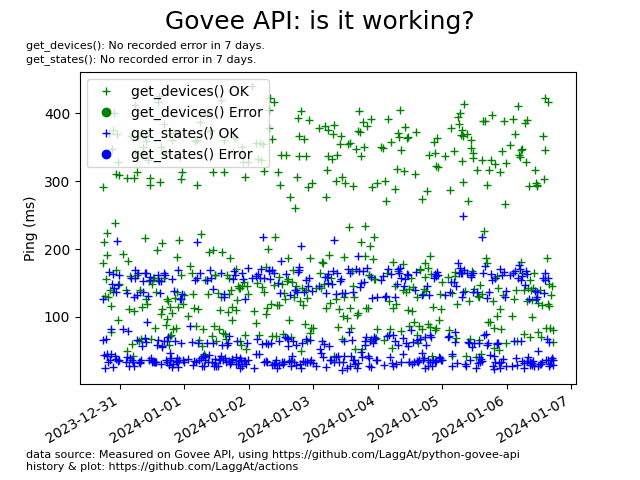 Govee API: is it working?
get_devices(): No recorded error in 7 days.
get_states(): No recorded error in 7 days.
get_devices() OK
get_devices() Error
get_states() OK
get_states() Error
400
300
200
100
Ping (ms)
2023-12-31
2024-01-01
2024-01-02
2024-01-03
2024-01-04
2024-01-05
2024-01-06
2024-01-07
data source: Measured on Govee API, using https://github.com/LaggAt/python-govee-api
history & plot: https://github.com/LaggAt/actions